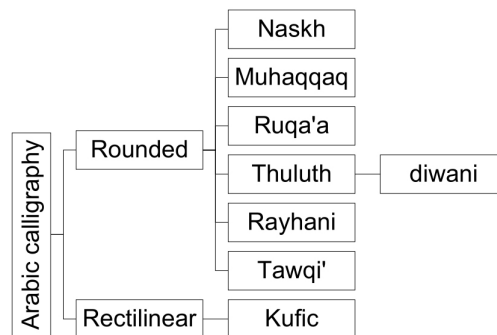 Arabic calligraphy
Rounded
Naskh
Muhaqqaq
Ruqa'a
Thuluth
diwani
Rayhani
Tawqi'
Rectilinear
Kufic